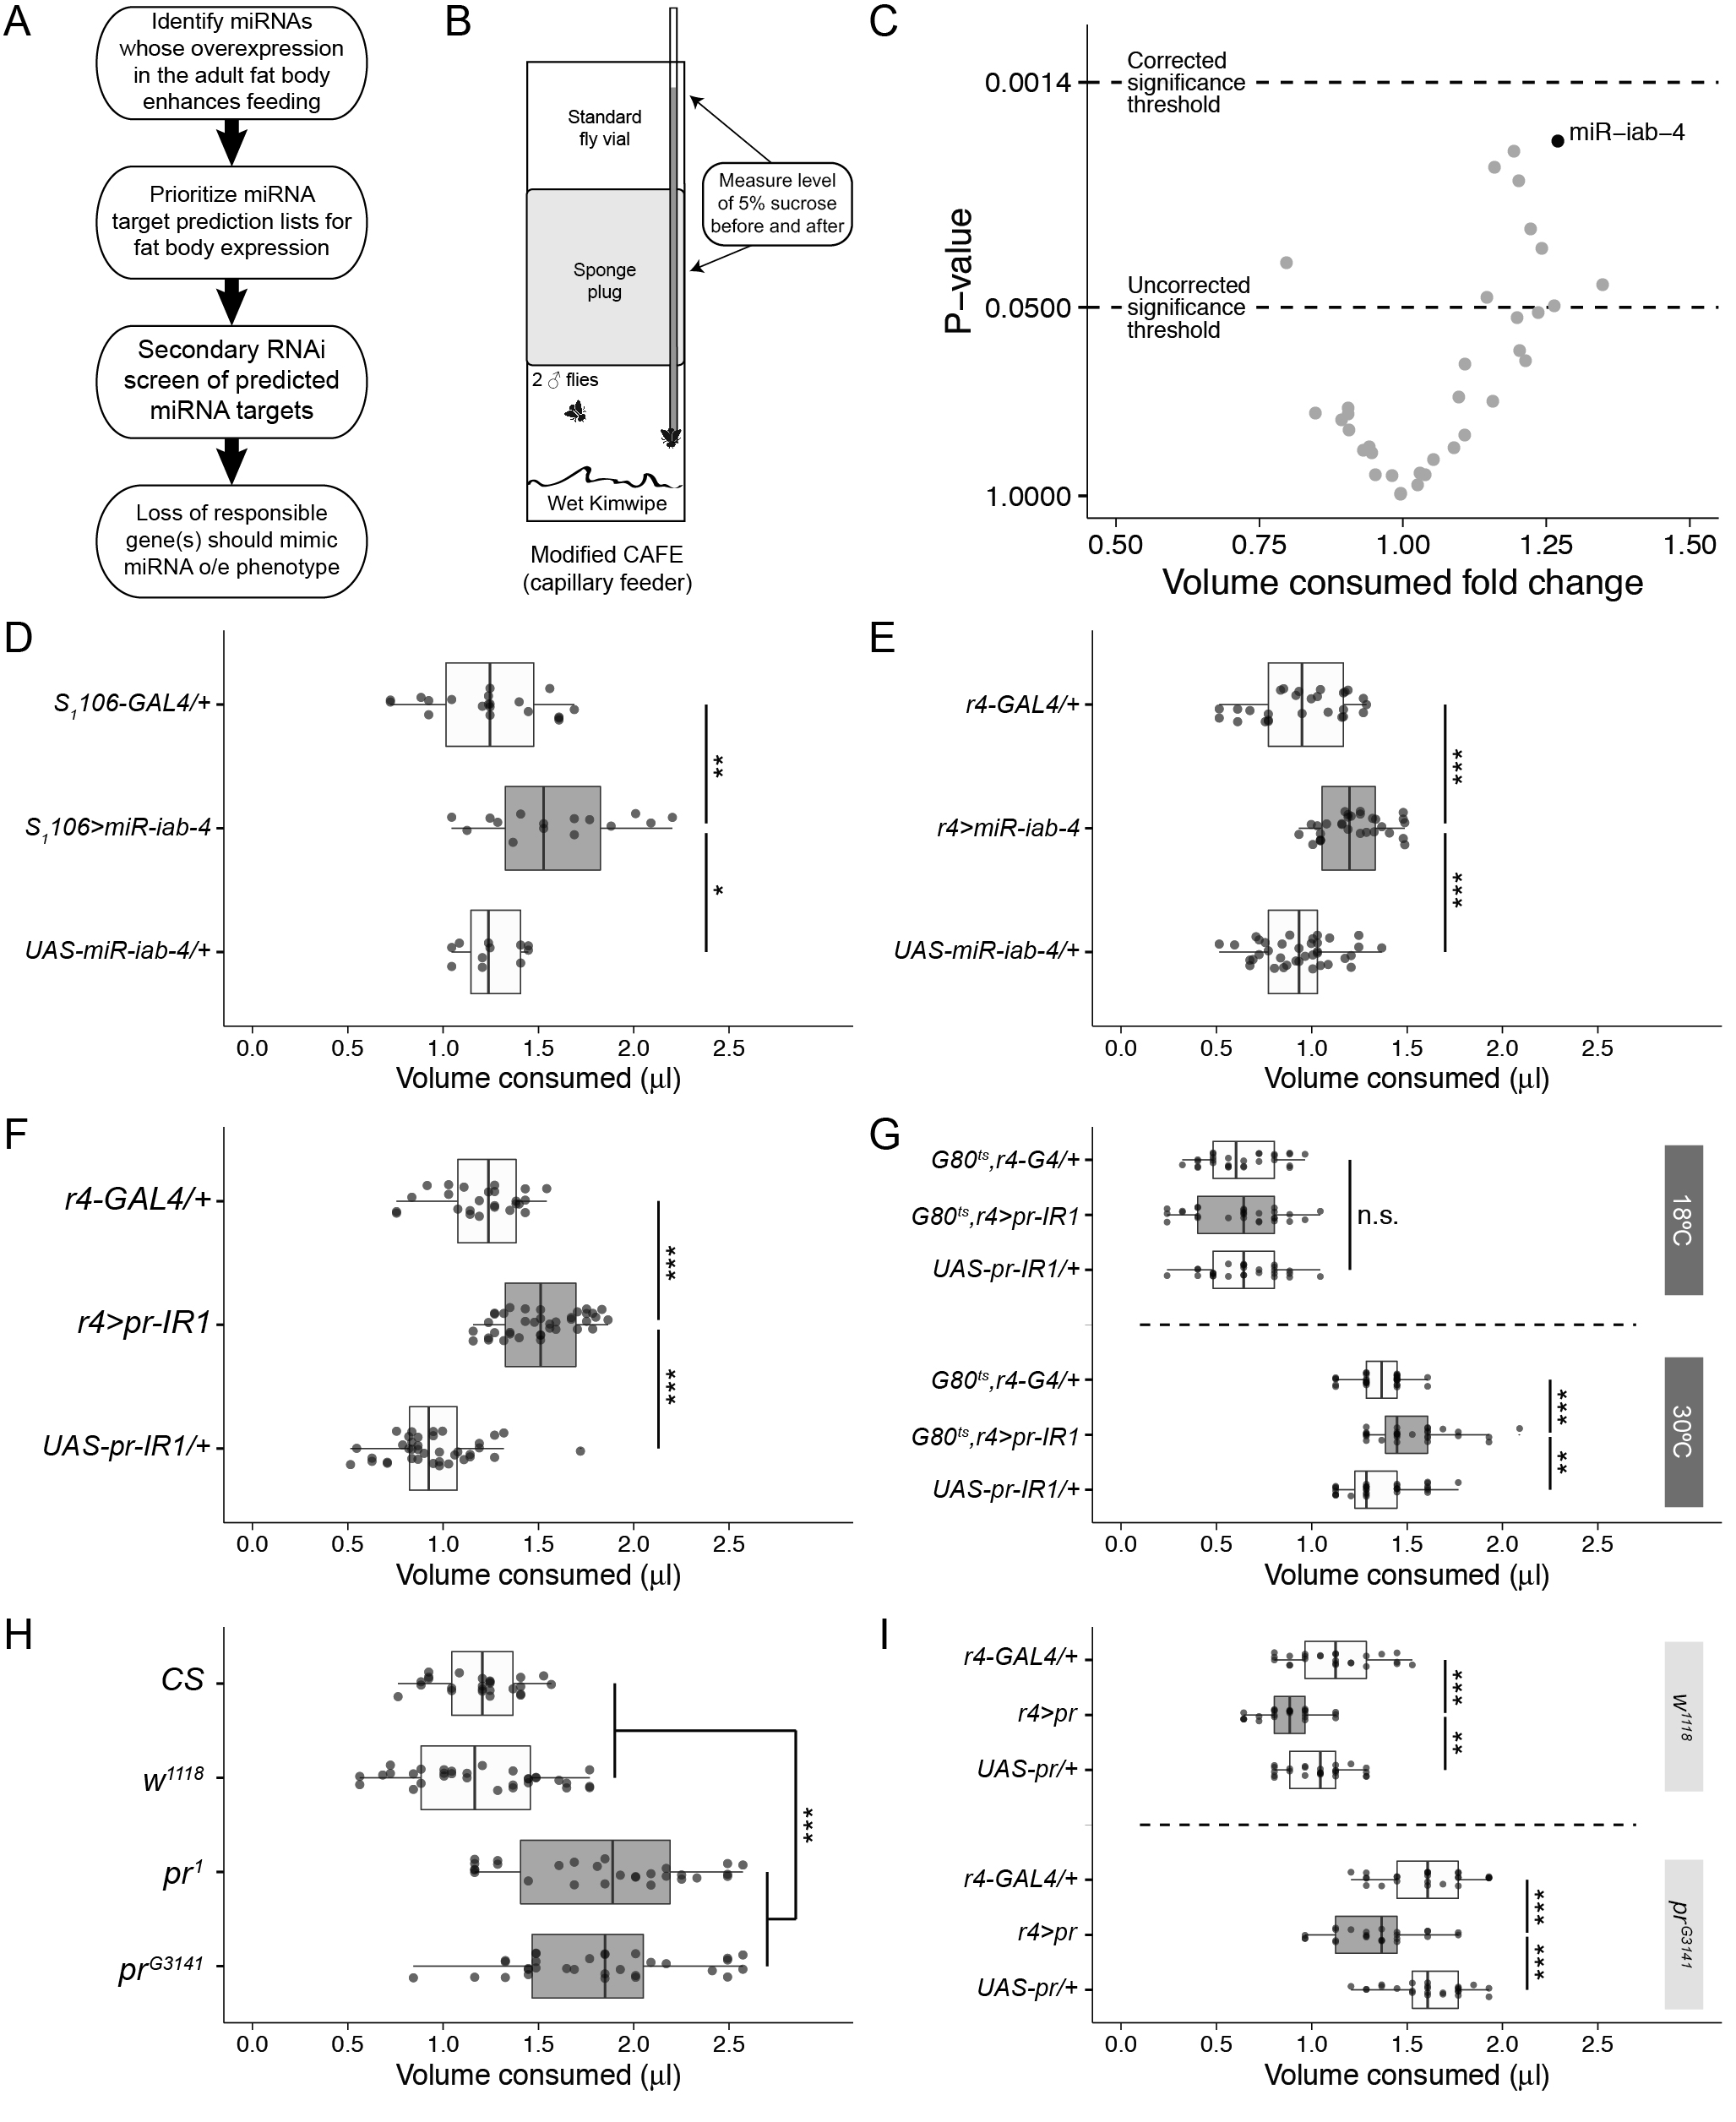 A
Identify miRNAs
whose overexpression
in the adult fat body
enhances feeding
Prioritize miRNA
target prediction lists for
fat body expression
Secondary RNAi
screen of predicted
miRNA targets
Loss of responsible
gene(s) should mimic
miRNA o/e phenotype
B
Standard
fly vial
Sponge
plug
2 ♂ flies
Wet Kimwipe
Measure level
of 5% sucrose
before and after
Modified CAFE
(capillary feeder)
C
P−value
0.0014
0.0500
1.0000
Corrected
significance
threshold
miR−iab−4
Uncorrected
significance
threshold
0.50 0.75 1.00 1.25 1.50
Volume consumed fold change
D
S1106-GAL4/+
S1106>miR-iab-4
UAS-miR-iab-4/+
**
*
0.0 0.5 1.0 1.5 2.0 2.5
Volume consumed (µl)
E
r4-GAL4/+
r4>miR-iab-4
UAS-miR-iab-4/+
***
***
0.0 0.5 1.0 1.5 2.0 2.5
Volume consumed (µl)
F
r4-GAL4/+
r4>pr-IR1
UAS-pr-IR1/+
***
***
0.0 0.5 1.0 1.5 2.0 2.5
Volume consumed (µl)
G
G80ts,r4-G4/+
G80ts,r4>pr-IR1
UAS-pr-IR1/+
n.s.
18ºC
G80ts,r4-G4/+
G80ts,r4>pr-IR1
UAS-pr-IR1/+
***
**
30ºC
0.0 0.5 1.0 1.5 2.0 2.5
Volume consumed (µl)
H
CS
w1118
pr1
prG3141
***
0.0 0.5 1.0 1.5 2.0 2.5
Volume consumed (µl)
I
r4-GAL4/+
r4>pr
UAS-pr/+
***
**
w1118
r4-GAL4/+
r4>pr
UAS-pr/+
***
***
prG3141
0.0 0.5 1.0 1.5 2.0 2.5
Volume consumed (µl)